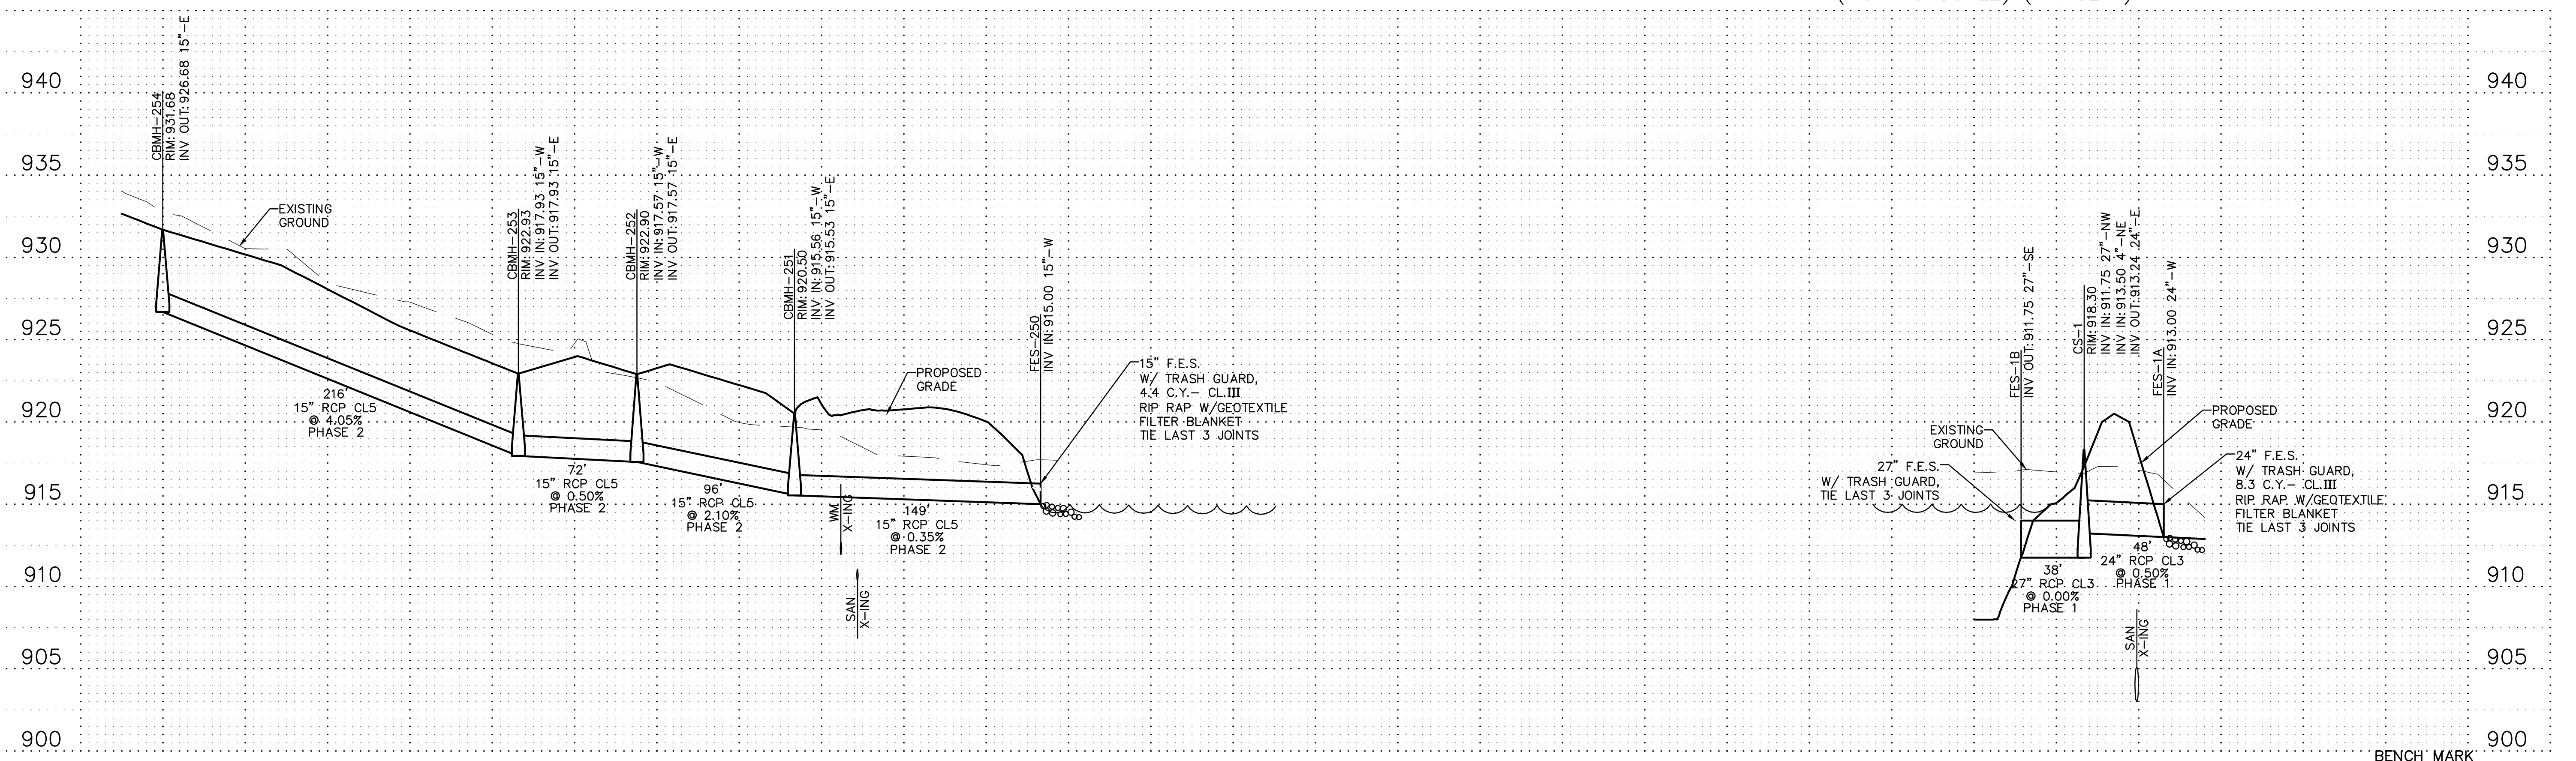 940
935
930
925
920
915
910
905
900
CBMH-254
RIM:931.68
INV OUT:926.68 15"-E
EXISTING
GROUND
216'
15" RCP CL5
@ 4.05%
PHASE 2
CBMH-253
RIM:922.93
INV IN:917.93 15"-W
INV OUT:917.93 15"-E
72'
15" RCP CL5
@ 0.50%
PHASE 2
CBMH-252
RIM:922.90
INV IN:917.57 15"-W
INV OUT:917.57 15"-E
96'
15" RCP CL5
@ 2.10%
PHASE 2
CBMH-251
RIM:920.50
INV IN:915.56 15"-W
INV OUT:915.53 15"-E
WM
X-ING
SAN
X-ING
PROPOSED
GRADE
149'
15" RCP CL5
@ 0.35%
PHASE 2
FES-250
INV IN:915.00 15"-W
15" F.E.S.
W/ TRASH GUARD,
4.4 C.Y.- CL.III
RIP RAP W/GEOTEXTILE
FILTER BLANKET
TIE LAST 3 JOINTS
EXISTING
GROUND
27" F.E.S.
W/ TRASH GUARD,
TIE LAST 3 JOINTS
FES-1B
INV OUT:911.75 27"-SE
38'
27" RCP CL3
@ 0.00%
PHASE 1
CS-1
RIM:918.30
INV IN:911.75 27"-NW
INV IN:913.50 4"-NE
INV OUT:913.24 24"-E
48'
24" RCP CL3
@ 0.50%
PHASE 1
SAN
X-ING
FES-1A
INV IN:913.00 24"-W
PROPOSED
GRADE
24" F.E.S.
W/ TRASH GUARD,
8.3 C.Y.- CL.III
RIP RAP W/GEOTEXTILE
FILTER BLANKET
TIE LAST 3 JOINTS
940
935
930
925
920
915
910
905
900
BENCH MARK